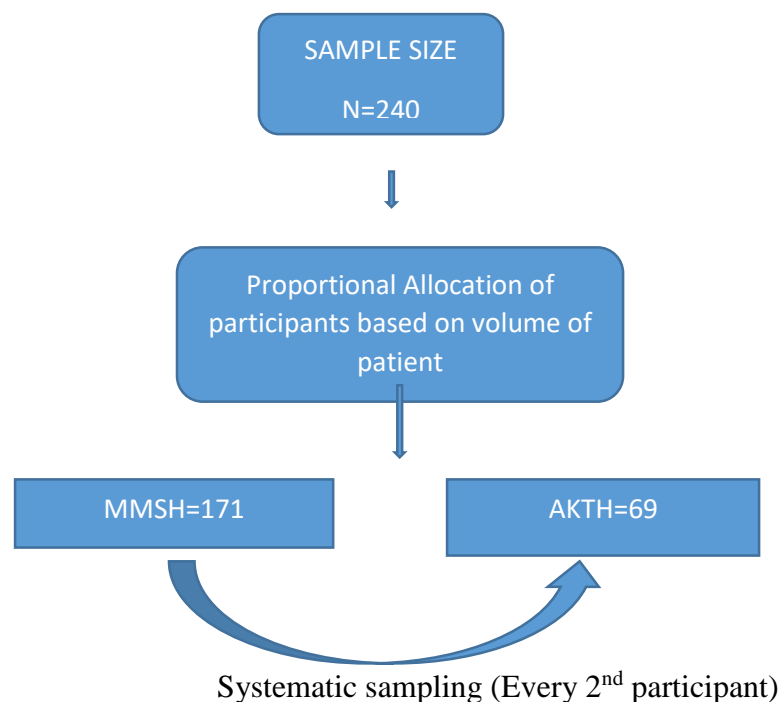 SAMPLE SIZE
N=240
Proportional Allocation of
participants based on volume of
patient
MMSH=171
AKTH=69
Systematic sampling (Every 2nd participant)